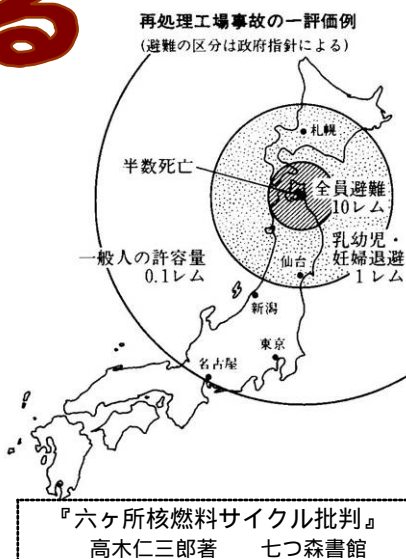 る
再処理工場事故の一評価例
(避難の区分は政府指針による)
札幌
半数死亡
全員避難
10レム
乳幼児・
妊婦退避
1レム
一般人の許容量
0.1レム
仙台
新潟
東京
名古屋
『六ヶ所核燃料サイクル批判』
高木仁三郎著 七つ森書館